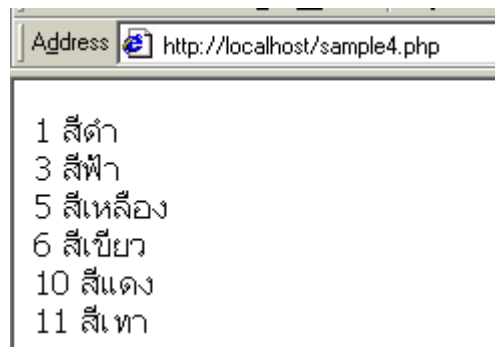 Address http://localhost/sample4.php
1 สีดำ
3 สีฟ้า
5 สีเหลือง
6 สีเขียว
10 สีแดง
11 สีเทา